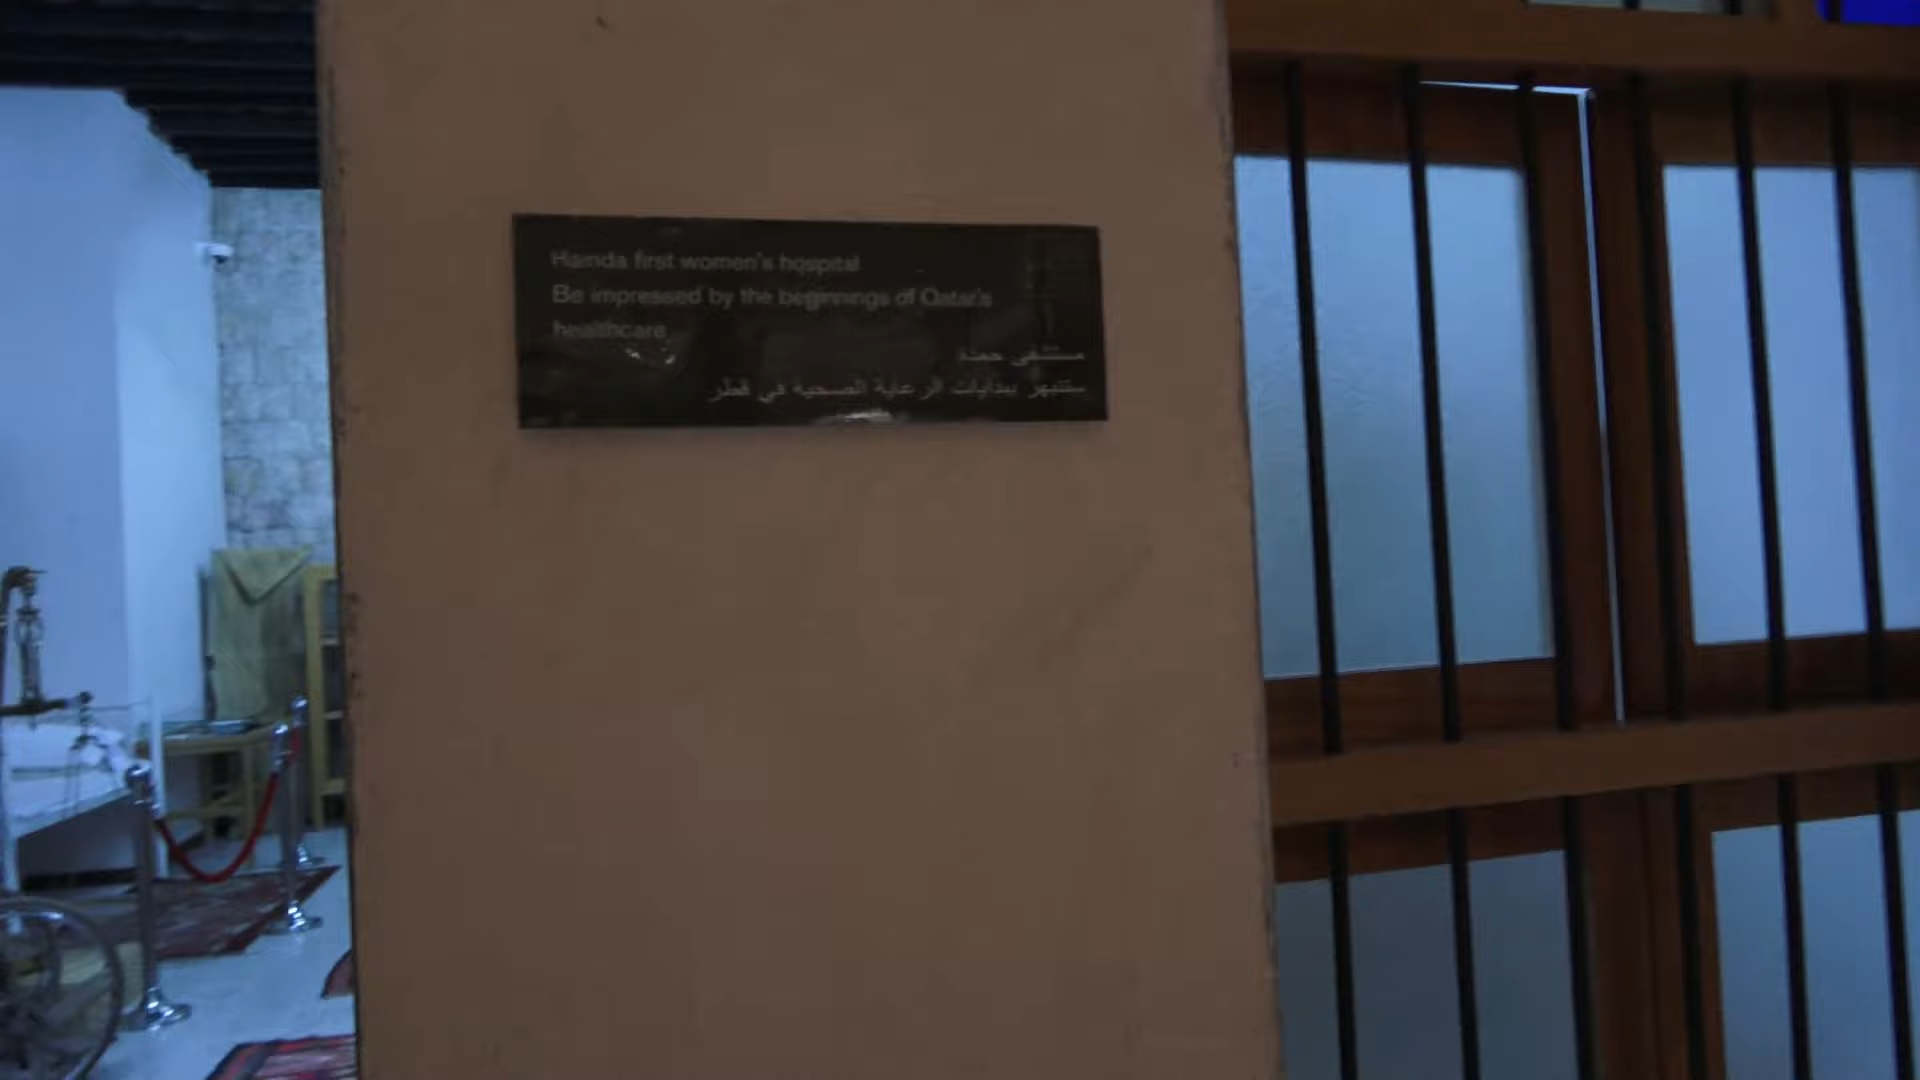 Hamda first women's hospital
Be impressed by the beginnings of Qatar's
healthcare
مستشفى حمدة
ستنبهر ببدايات الرعاية الصحية في قطر